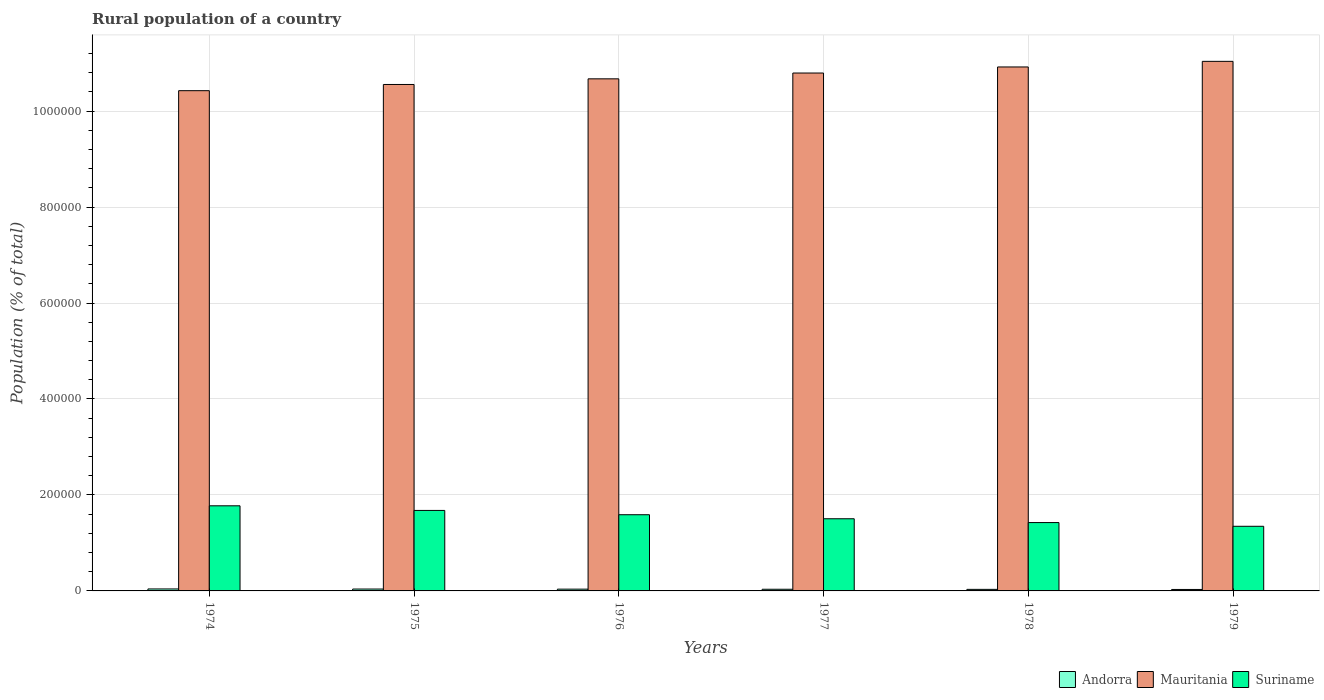 Rural population of a country
Population (% of total)
0
200000
400000
600000
800000
1000000
1974
1975
1976
1977
1978
1979
Years
Andorra
Mauritania
Suriname